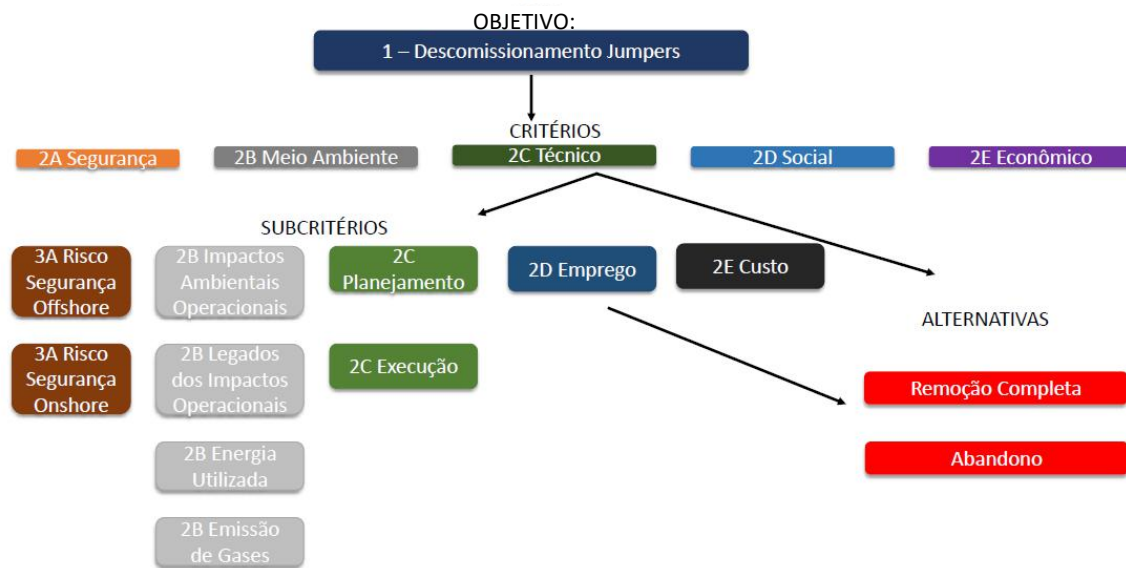 OBJETIVO:
1 – Descomissionamento Jumpers
CRITÉRIOS
2A Segurança
2B Meio Ambiente
2C Técnico
2D Social
2E Econômico
SUBCRITÉRIOS
3A Risco
Segurança
Offshore
2B Impactos
Ambientais
Operacionais
2C
Planejamento
2D Emprego
2E Custo
ALTERNATIVAS
3A Risco
Segurança
Onshore
2B Legados
dos Impactos
Operacionais
2C Execução
Remoção Completa
2B Energia
Utilizada
Abandono
2B Emissão
de Gases